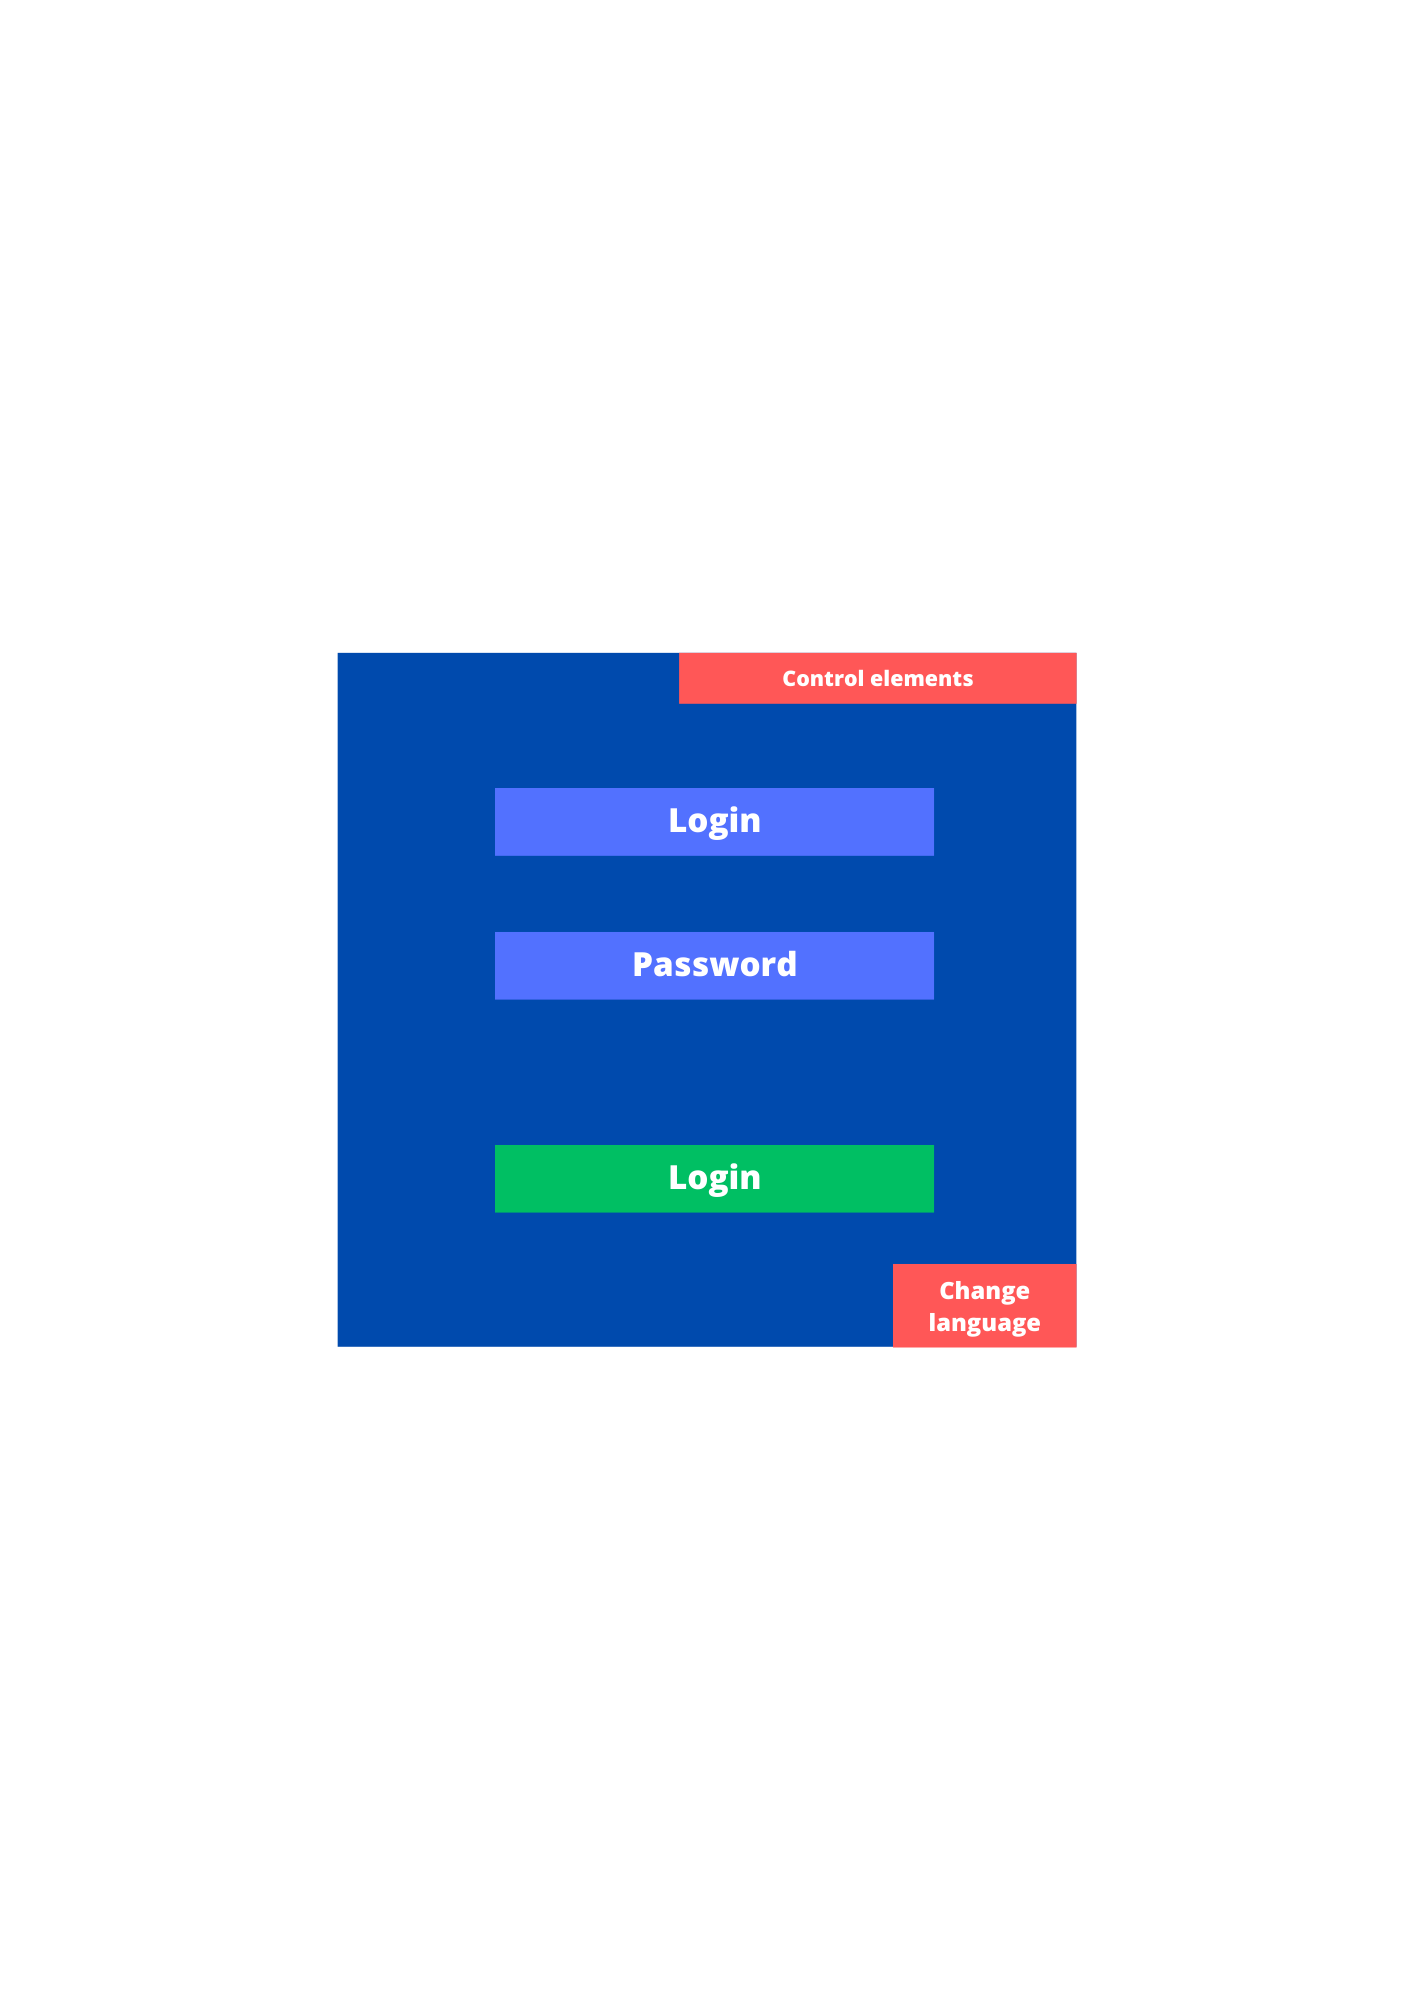 Control elements
Login
Password
Login
Change
language